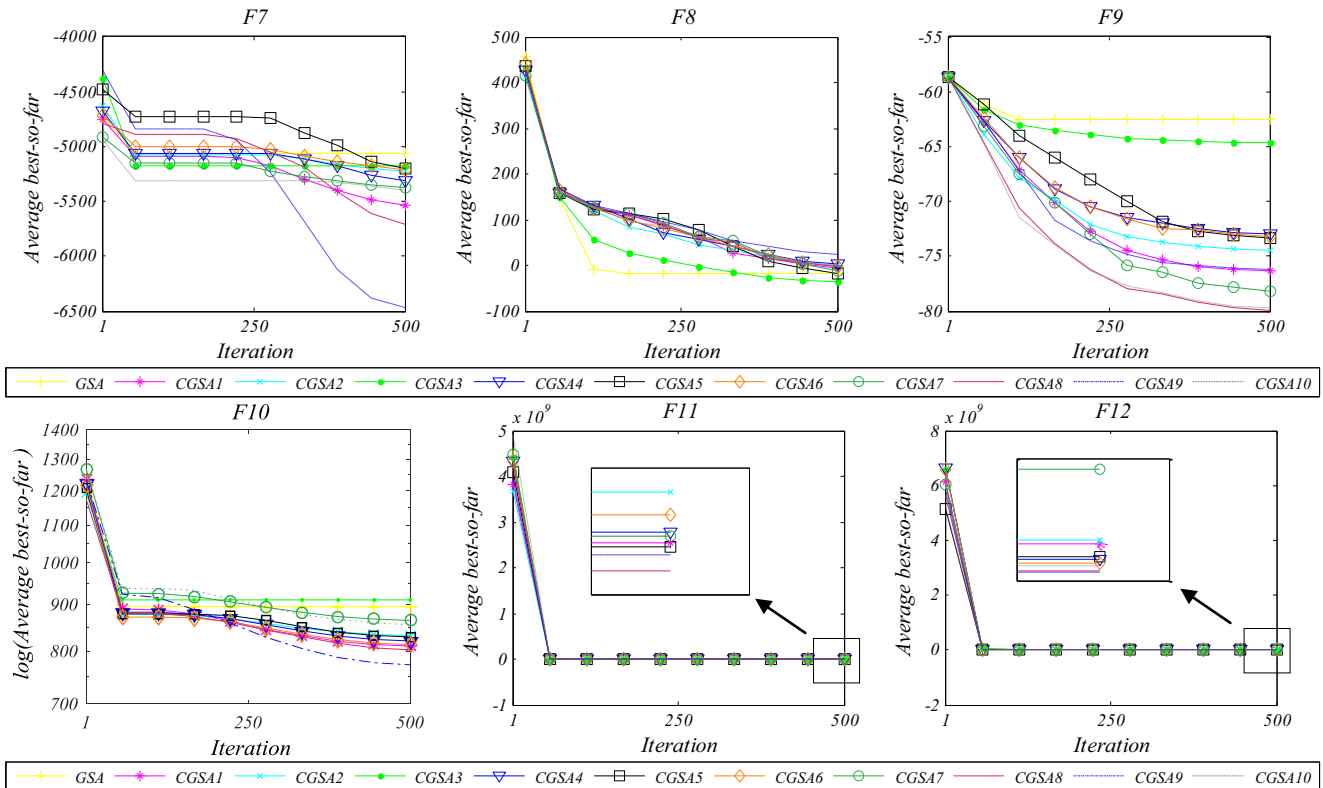 F7
Average best-so-far
-4000
-4500
-5000
-5500
-6000
-6500
1
250
500
Iteration
F8
Average best-so-far
500
400
300
200
100
0
-100
1
250
500
Iteration
F9
Average best-so-far
-55
-60
-65
-70
-75
-80
1
250
500
Iteration
GSA CGSA1 CGSA2 CGSA3 CGSA4 CGSA5 CGSA6 CGSA7 CGSA8 CGSA9 CGSA10
F10
log(Average best-so-far )
1400
1300
1200
1100
1000
900
800
700
1
250
500
Iteration
F11
x 10^9
Average best-so-far
5
4
3
2
1
0
-1
1
250
500
Iteration
F12
x 10^9
Average best-so-far
8
6
4
2
0
-2
1
250
500
Iteration
GSA CGSA1 CGSA2 CGSA3 CGSA4 CGSA5 CGSA6 CGSA7 CGSA8 CGSA9 CGSA10